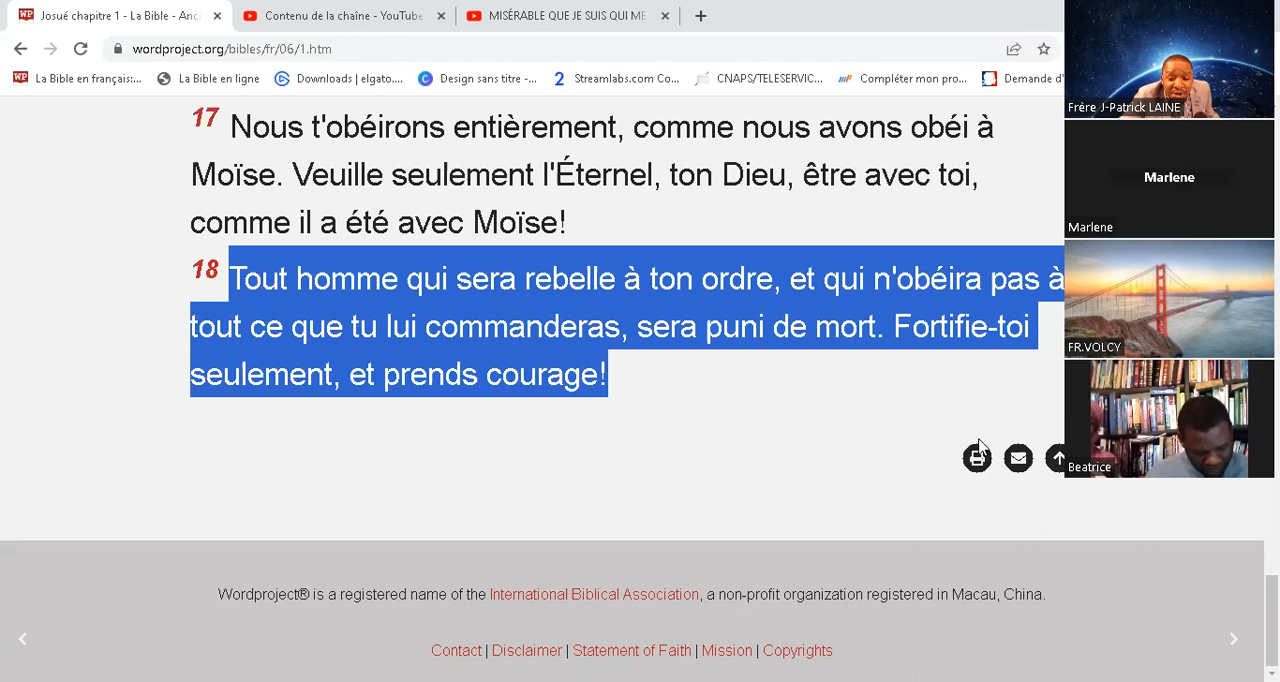 Josué chapitre 1 - La Bible - Anc
Contenu de la chaîne - YouTube
MISÉRABLE QUE JE SUIS QUI ME
wordproject.org/bibles/fr/06/1.htm
WP La Bible en français:...
La Bible en ligne
Downloads | elgato....
C Design sans titre -...
2 Streamlabs.com Co...
CNAPS/TELESERVIC...
Compléter mon pro...
Demande d'
17 Nous t'obéirons entièrement, comme nous avons obéi à
Moïse. Veuille seulement l'Éternel, ton Dieu, être avec toi,
comme il a été avec Moïse!
18 Tout homme qui sera rebelle à ton ordre, et qui n'obéira pas à
tout ce que tu lui commanderas, sera puni de mort. Fortifie-toi
seulement, et prends courage!
Frère J-Patrick LAINE
Marlene
Marlene
FR.VOLCY
Beatrice
Wordproject® is a registered name of the International Biblical Association, a non-profit organization registered in Macau, China.
Contact | Disclaimer | Statement of Faith | Mission | Copyrights